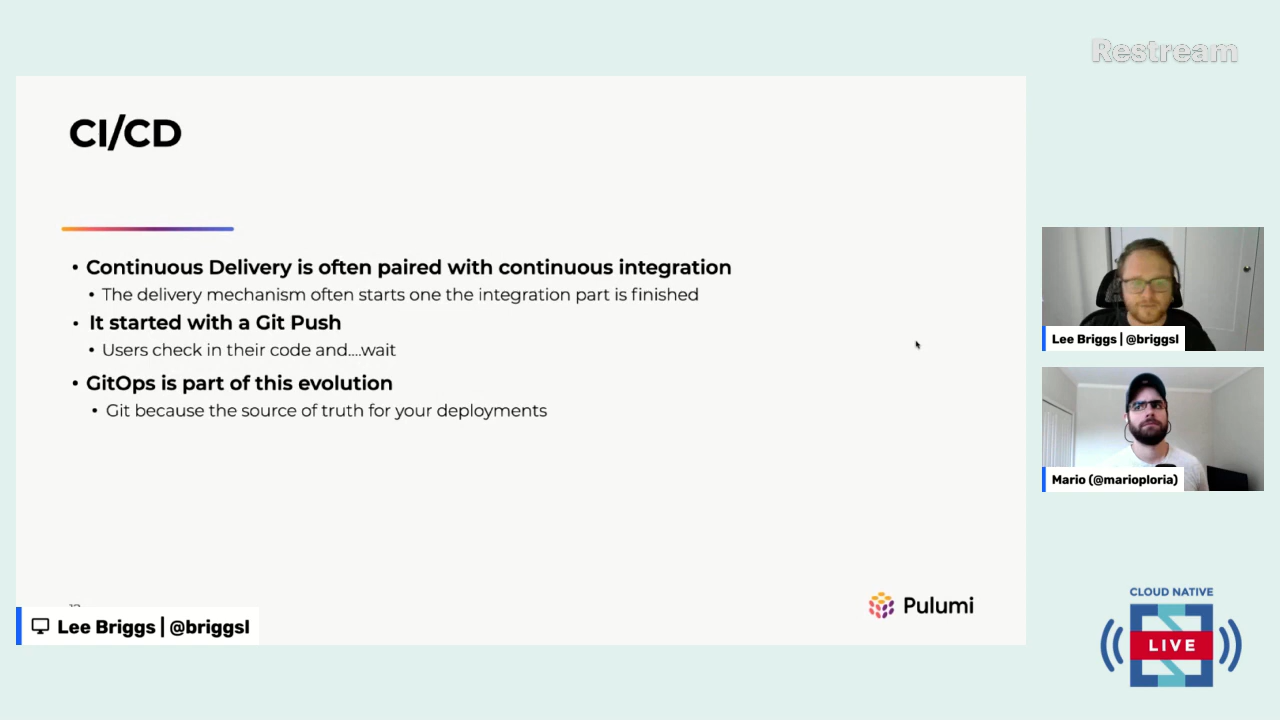 Restream
CI/CD
• Continuous Delivery is often paired with continuous integration
• The delivery mechanism often starts one the integration part is finished
• It started with a Git Push
• Users check in their code and....wait
• GitOps is part of this evolution
• Git because the source of truth for your deployments
Pulumi
Lee Briggs | @briggsl
Lee Briggs | @briggsl
Mario (@marioploria)
CLOUD NATIVE
LIVE